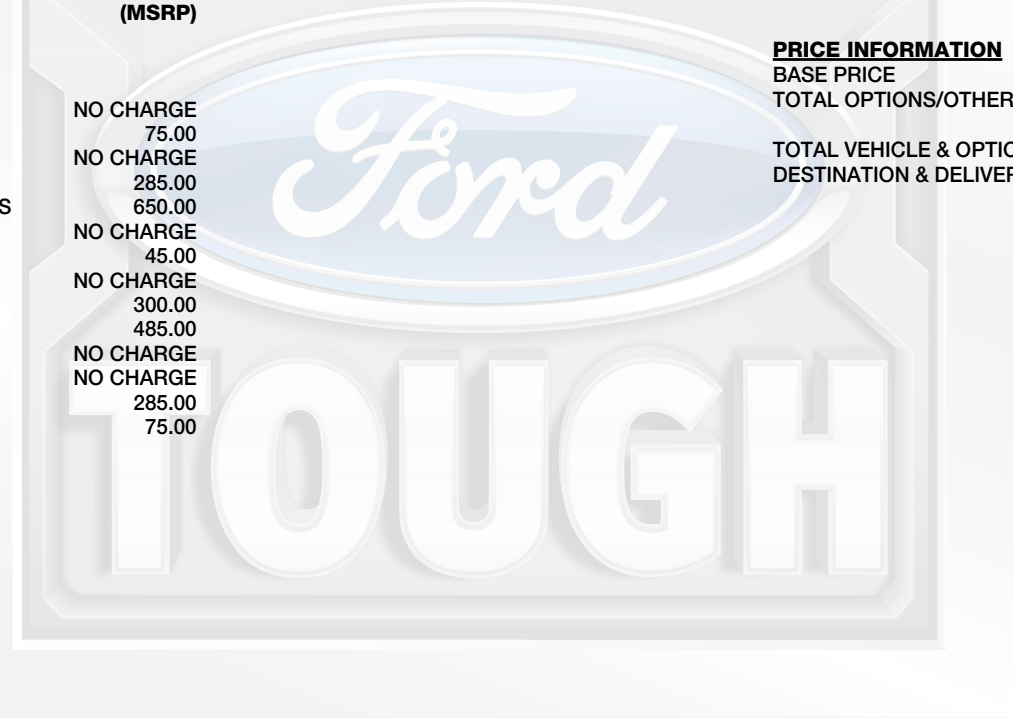 (MSRP)
NO CHARGE
75.00
NO CHARGE
285.00
S 650.00
NO CHARGE
45.00
NO CHARGE
300.00
485.00
NO CHARGE
NO CHARGE
285.00
75.00
PRICE INFORMATION
BASE PRICE
TOTAL OPTIONS/OTHER
TOTAL VEHICLE & OPTIO
DESTINATION & DELIVER
Ford
TOUGH